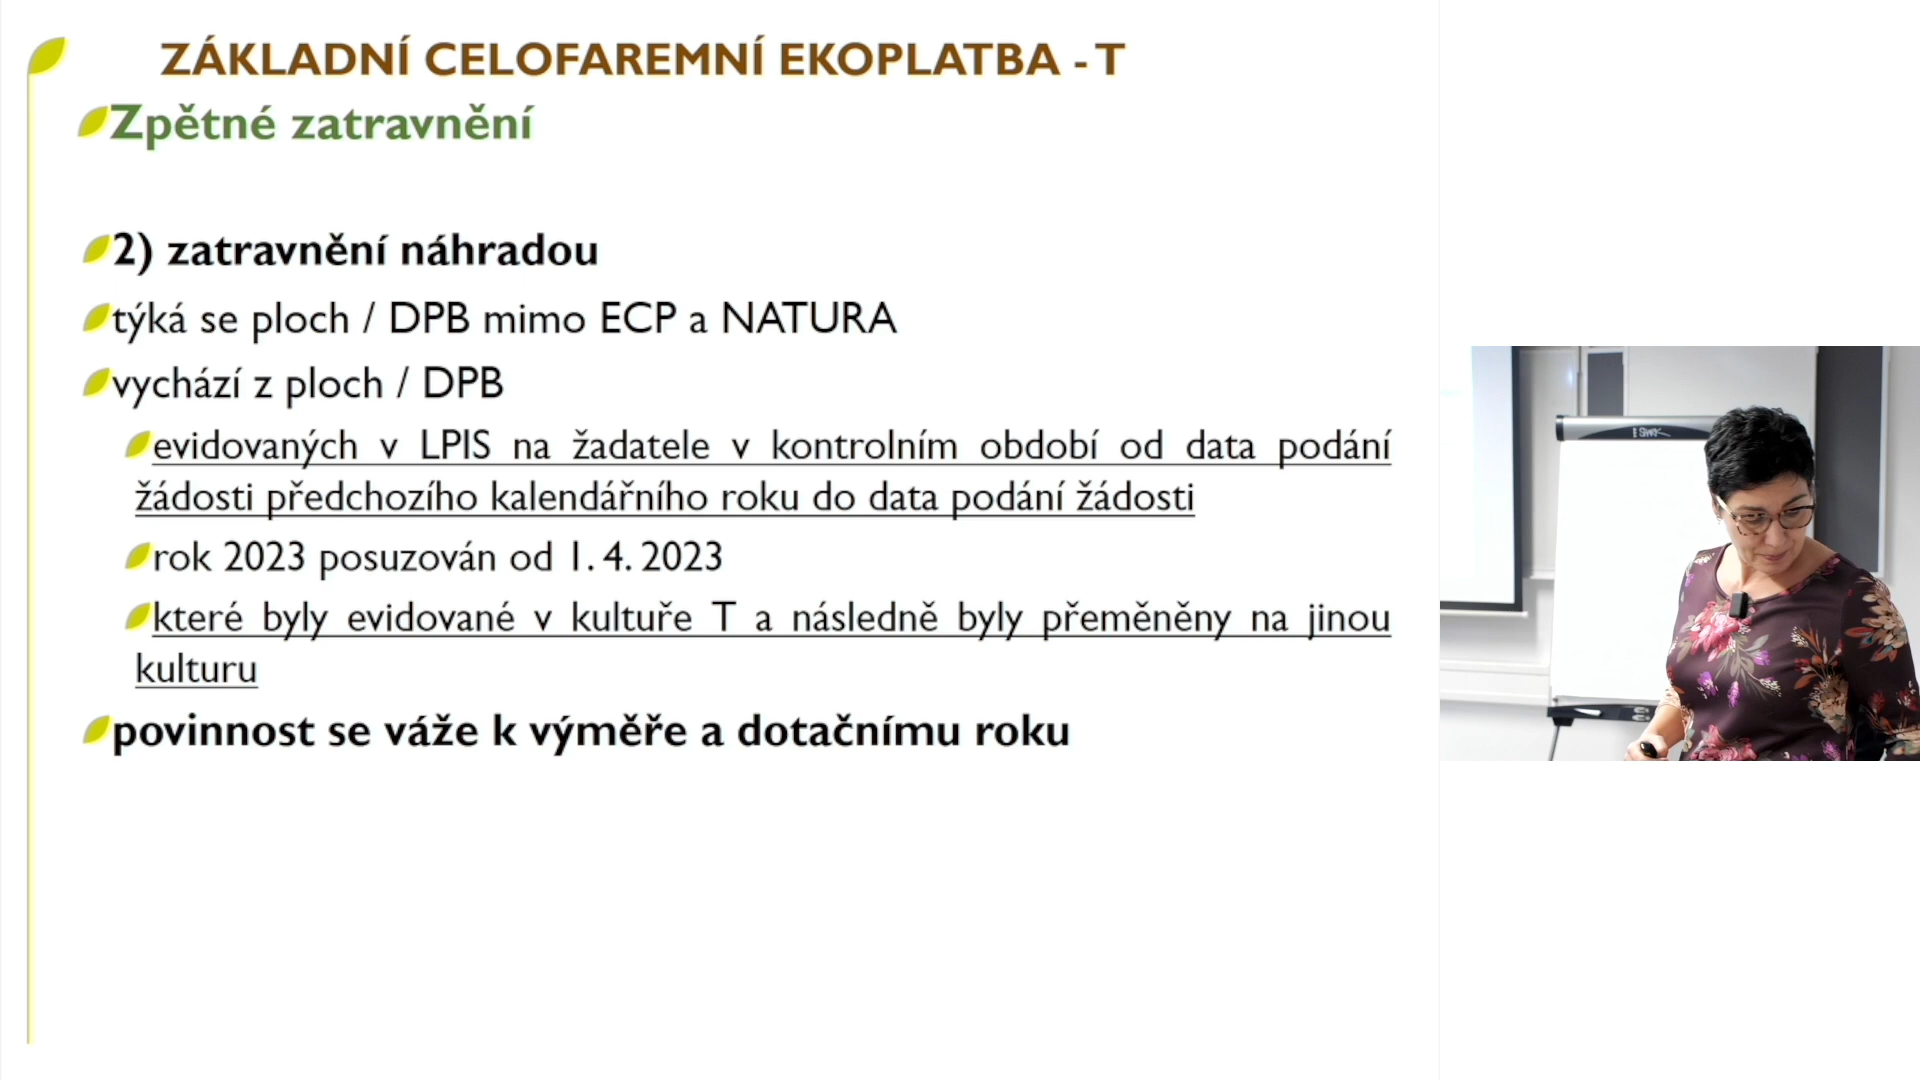 ZÁKLADNÍ CELOFAREMNÍ EKOPLATBA - T
Zpětné zatravnění
2) zatravnění náhradou
týká se ploch / DPB mimo ECP a NATURA
vychází z ploch / DPB
evidovaných v LPIS na žadatele v kontrolním období od data podání
žádosti předchozího kalendářního roku do data podání žádosti
rok 2023 posuzován od 1. 4. 2023
které byly evidované v kultuře T a následně byly přeměněny na jinou
kulturu
povinnost se váže k výměře a dotačnímu roku